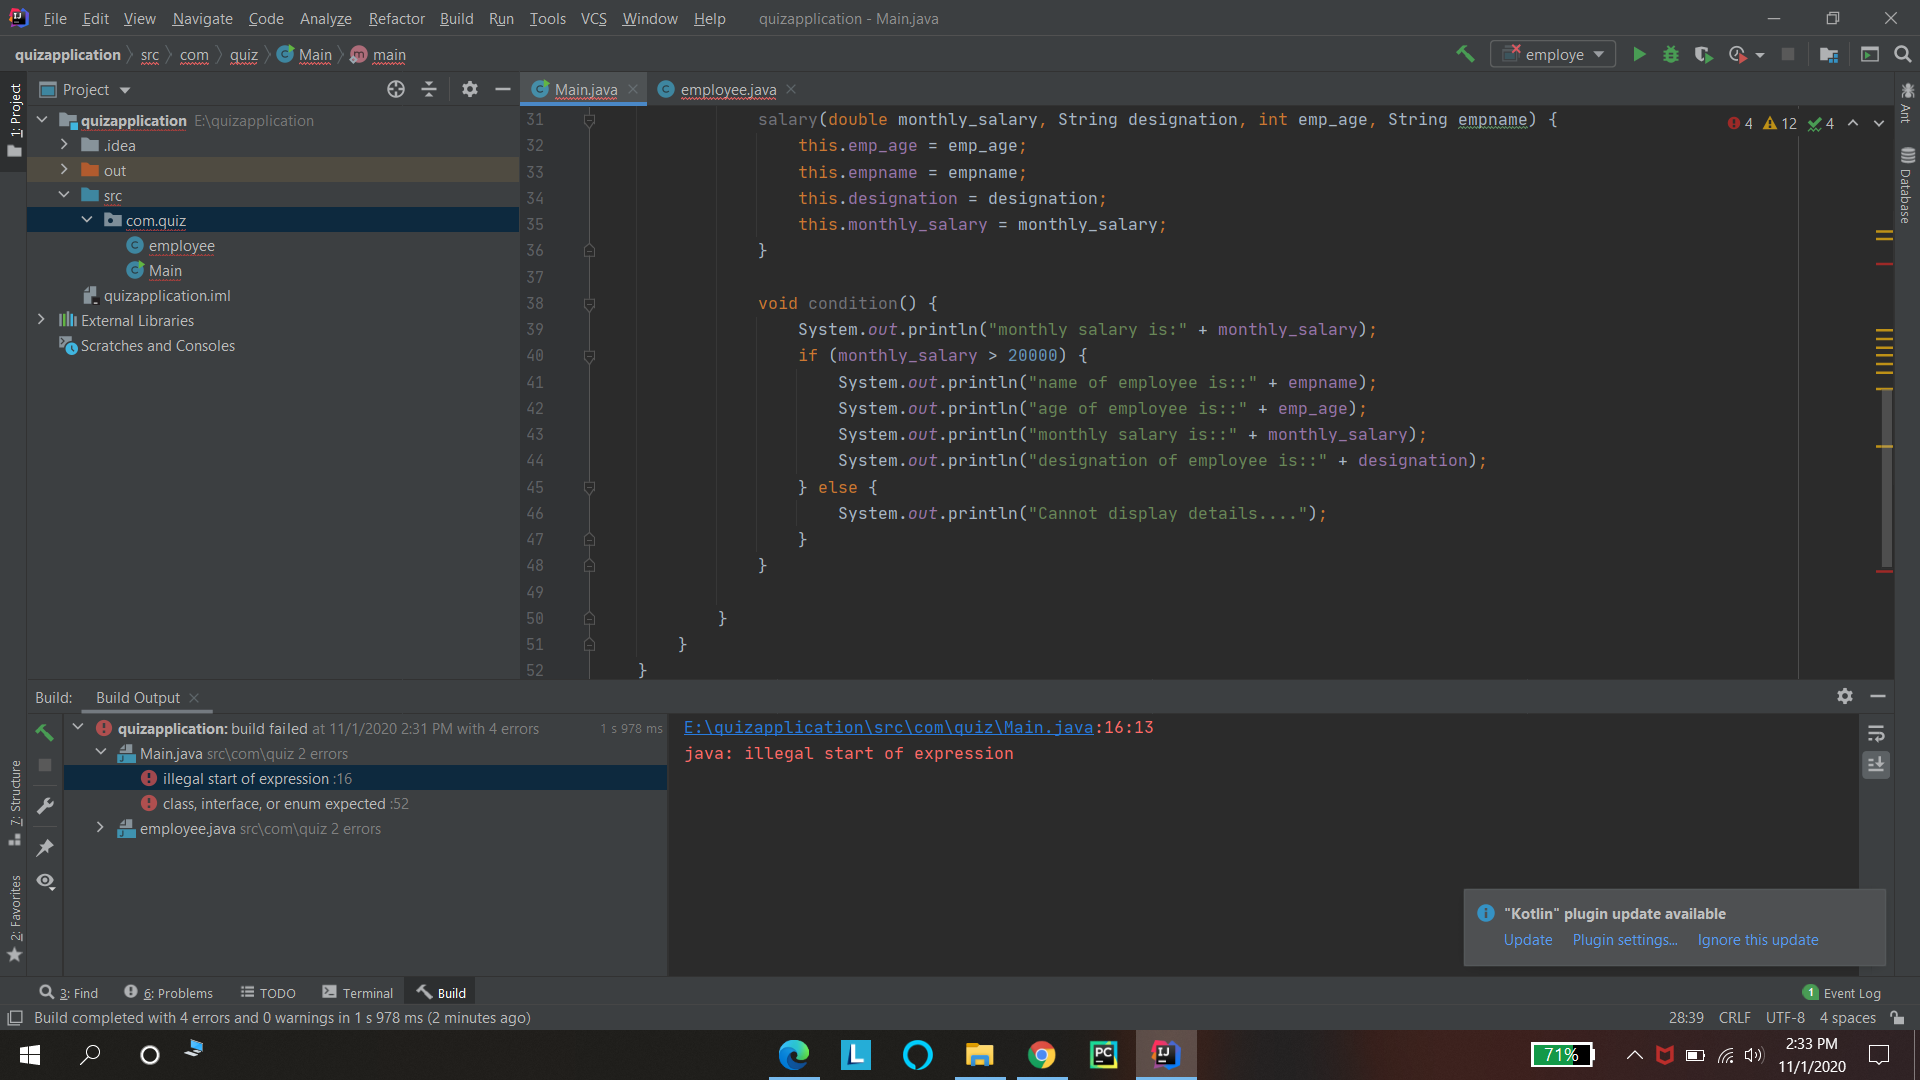 File Edit View Navigate Code Analyze Refactor Build Run Tools VCS Window Help quizapplication - Main.java
quizapplication src com quiz Main main employe
1: Project
Project
Main.java employee.java
quizapplication E:\quizapplication
.idea
out
src
com.quiz
employee
Main
quizapplication.iml
External Libraries
Scratches and Consoles
4 12 4
Ant
Database
31 salary(double monthly_salary, String designation, int emp_age, String empname) {
32 this.emp_age = emp_age;
33 this.empname = empname;
34 this.designation = designation;
35 this.monthly_salary = monthly_salary;
36 }
37
38 void condition() {
39 System.out.println("monthly salary is:" + monthly_salary);
40 if (monthly_salary > 20000) {
41 System.out.println("name of employee is::" + empname);
42 System.out.println("age of employee is::" + emp_age);
43 System.out.println("monthly salary is::" + monthly_salary);
44 System.out.println("designation of employee is::" + designation);
45 } else {
46 System.out.println("Cannot display details....");
47 }
48 }
49
50 }
51 }
52 }
Build: Build Output
quizapplication: build failed at 11/1/2020 2:31 PM with 4 errors 1 s 978 ms
Main.java src\com\quiz 2 errors
illegal start of expression :16
class, interface, or enum expected :52
employee.java src\com\quiz 2 errors
E:\quizapplication\src\com\quiz\Main.java:16:13
java: illegal start of expression
7: Structure
2: Favorites
"Kotlin" plugin update available
Update Plugin settings... Ignore this update
3: Find 6: Problems TODO Terminal Build 1 Event Log
Build completed with 4 errors and 0 warnings in 1 s 978 ms (2 minutes ago) 28:39 CRLF UTF-8 4 spaces
L PC IJ 71% 2:33 PM
11/1/2020